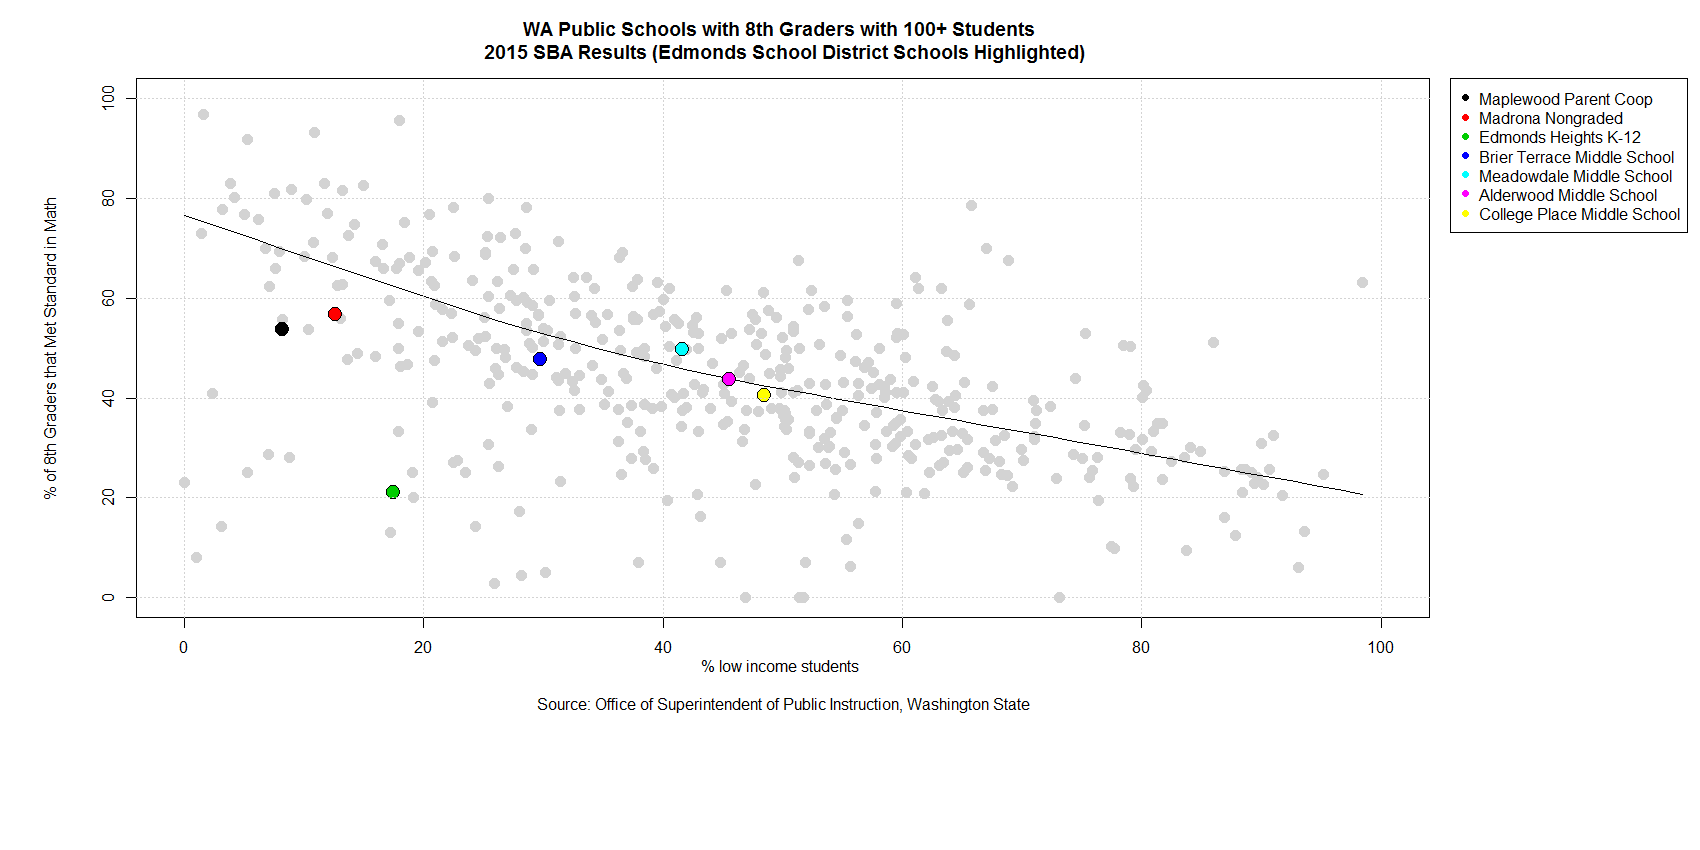 WA Public Schools with 8th Graders with 100+ Students
2015 SBA Results (Edmonds School District Schools Highlighted)
% of 8th Graders that Met Standard in Math
100
80
60
40
20
0
0 20 40 60 80 100
% low income students
Source: Office of Superintendent of Public Instruction, Washington State
Maplewood Parent Coop
Madrona Nongraded
Edmonds Heights K-12
Brier Terrace Middle School
Meadowdale Middle School
Alderwood Middle School
College Place Middle School